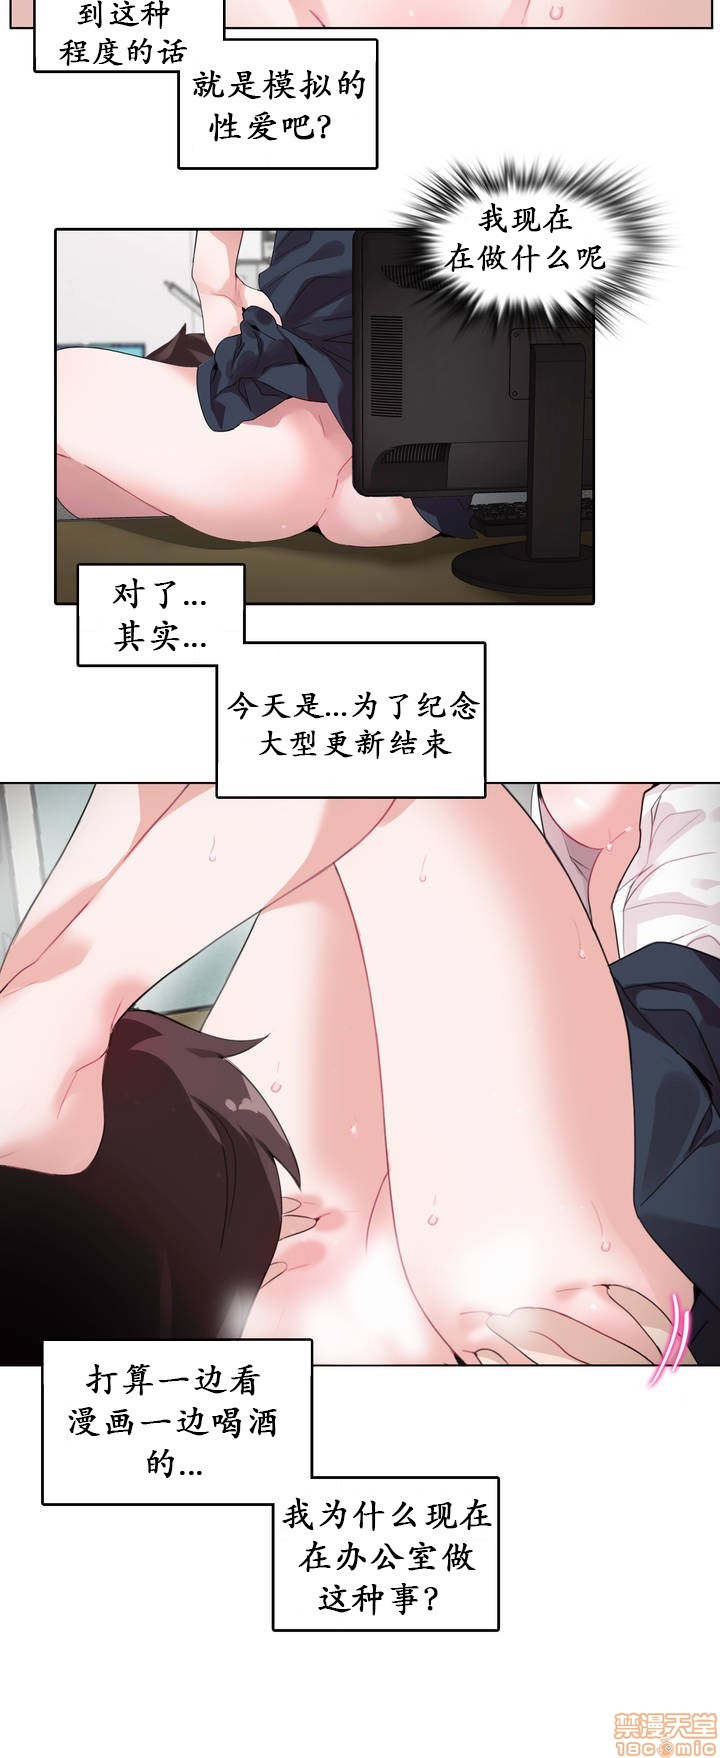 到这种
程度的话
就是模拟的
性爱吧?
我现在
在做什么呢
对了...
其实...
今天是...为了纪念
大型更新结束
打算一边看
漫画一边喝酒
的...
我为什么现在
在办公室做
这种事?
禁漫天堂
18comic